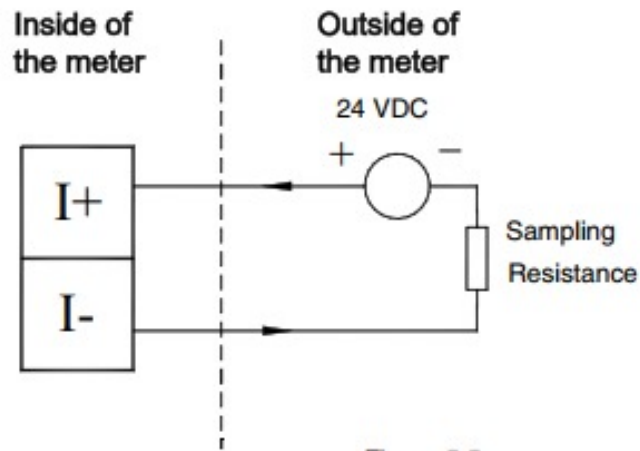 Inside of
the meter
Outside of
the meter
24 VDC
+
−
I+
I-
Sampling
Resistance